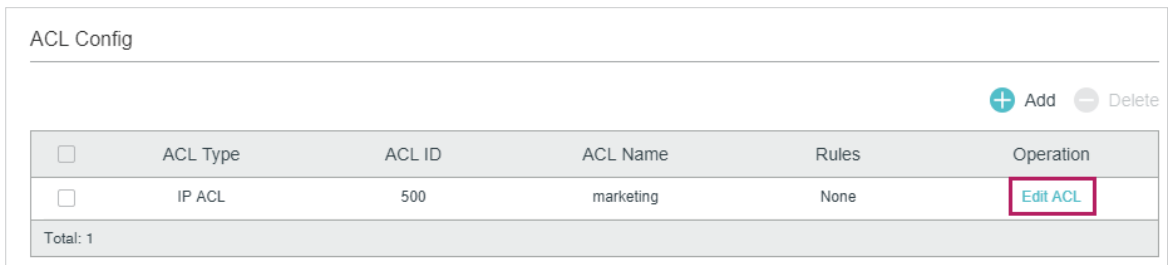 ACL Config
Add Delete
ACL Type ACL ID ACL Name Rules Operation
IP ACL 500 marketing None Edit ACL
Total: 1